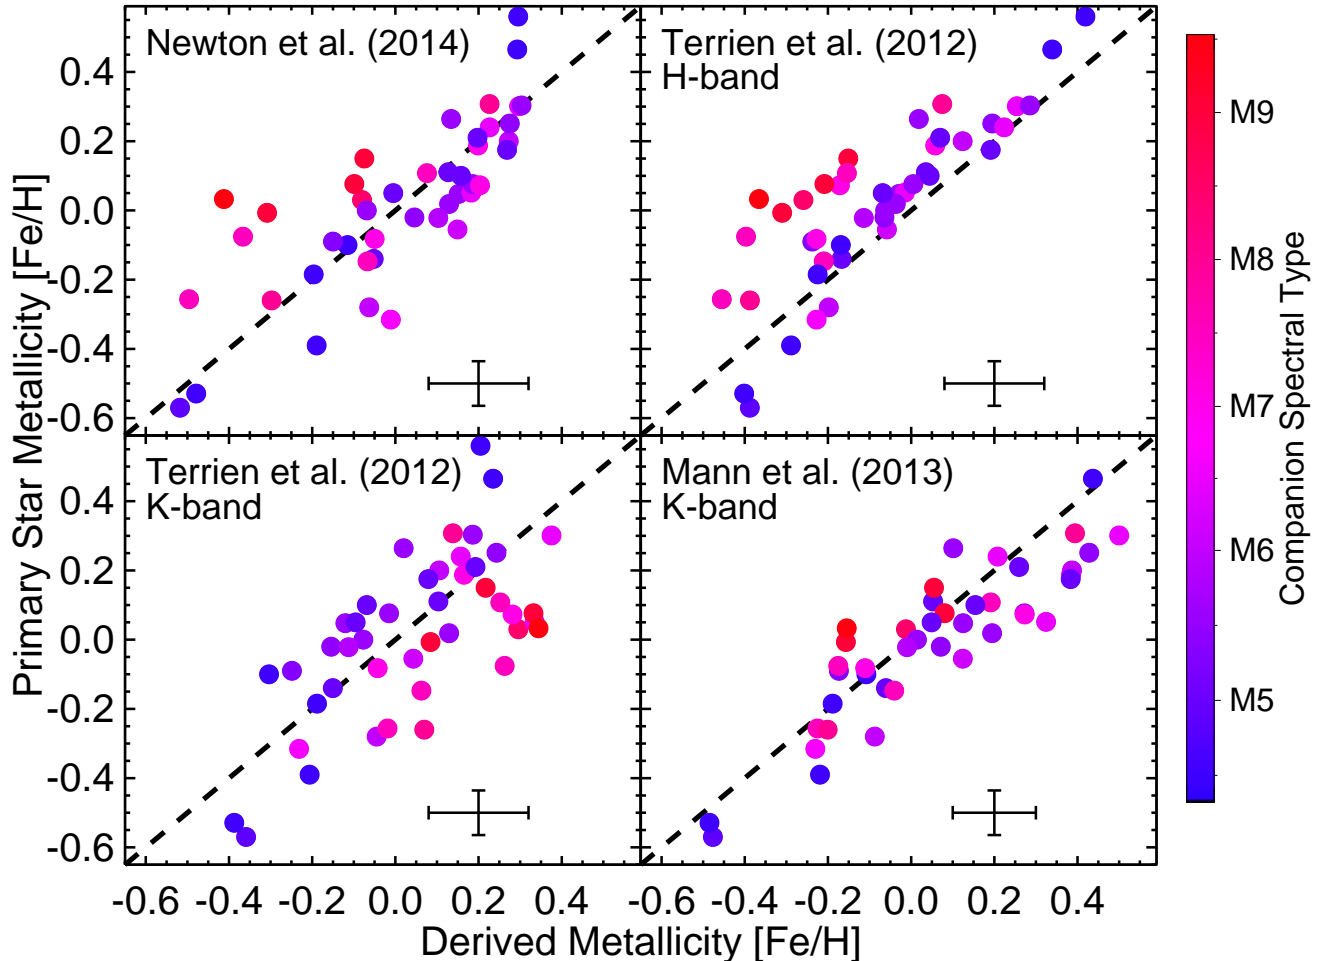 Newton et al. (2014)
Terrien et al. (2012)
H-band
Terrien et al. (2012)
K-band
Mann et al. (2013)
K-band
Primary Star Metallicity [Fe/H]
0.4
0.2
0.0
-0.2
-0.4
-0.6
0.4
0.2
0.0
-0.2
-0.4
-0.6
-0.6 -0.4 -0.2 0.0 0.2 0.4
-0.6 -0.4 -0.2 0.0 0.2 0.4
Derived Metallicity [Fe/H]
M9
M8
M7
M6
M5
Companion Spectral Type